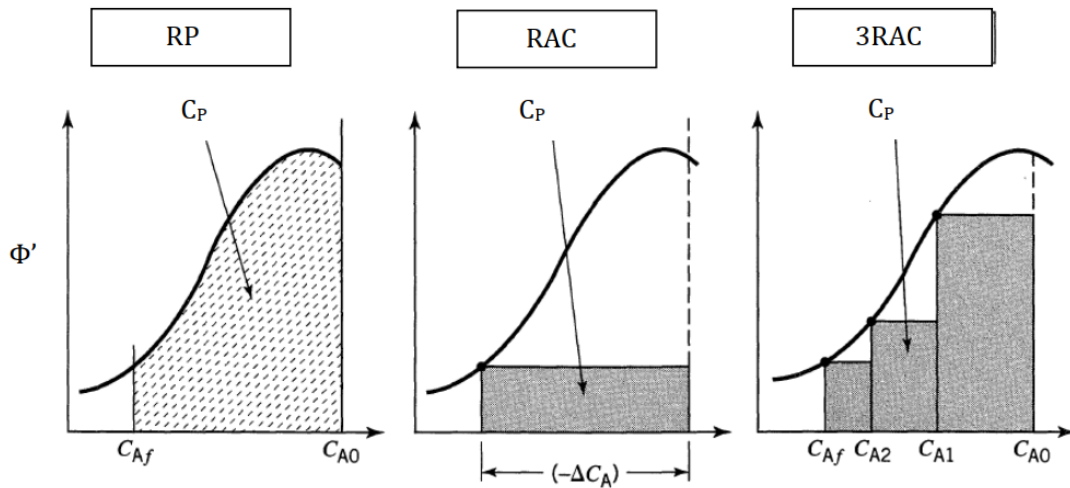 RP
RAC
3RAC
C_P
C_P
C_P
Φ'
C_Af
C_A0
(-ΔC_A)
C_Af
C_A2
C_A1
C_A0